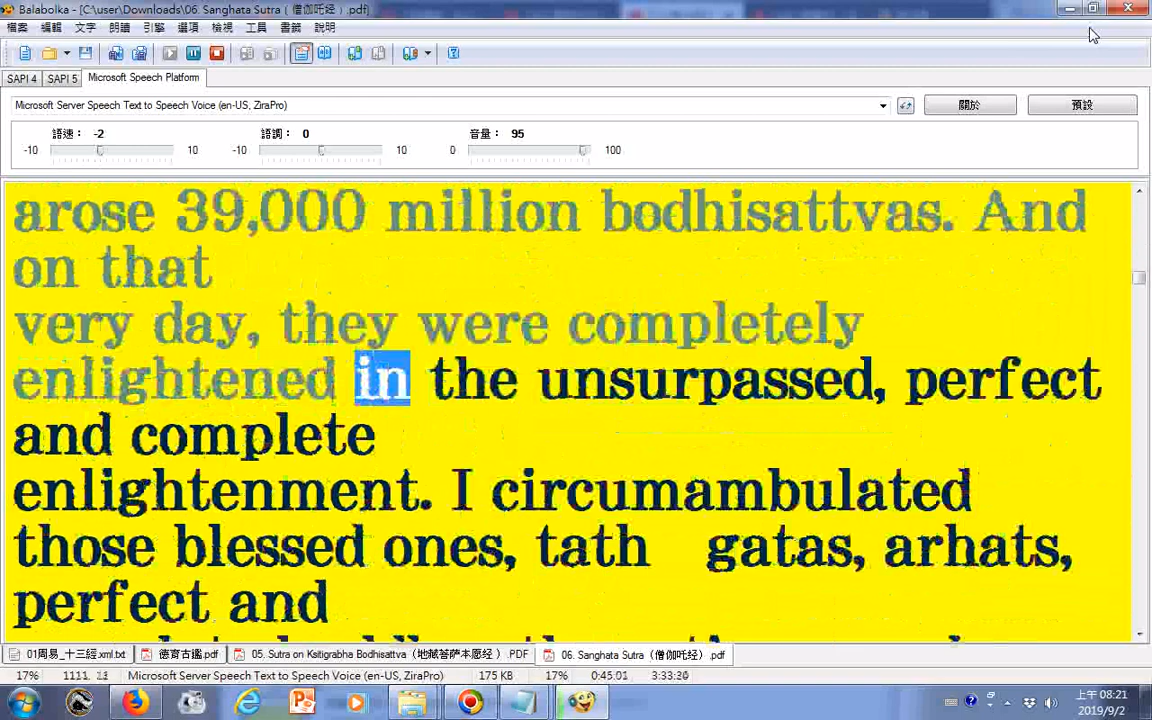 Balabolka - [C:\user\Downloads\06. Sanghata Sutra ( 僧伽吒经 ) .pdf]
檔案 編輯 文字 朗讀 引擎 選項 檢視 工具 書籤 說明
SAPI 4 SAPI 5 Microsoft Speech Platform
Microsoft Server Speech Text to Speech Voice (en-US, ZiraPro) 關於 預設
語速： -2 語調： 0 音量： 95
-10 10 -10 10 0 100
arose 39,000 million bodhisattvas. And
on that
very day, they were completely
enlightened in the unsurpassed, perfect
and complete
enlightenment. I circumambulated
those blessed ones, tath gatas, arhats,
perfect and
01周易_十三經.xml.txt 德育古鑑.pdf 05. Sutra on Ksitigrabha Bodhisattva（地藏菩萨本愿经 ）.PDF 06. Sanghata Sutra（僧伽吒经）.pdf
17% 1111. 11 Microsoft Server Speech Text to Speech Voice (en-US, ZiraPro) 175 KB 17% 0:45:01 3:33:20
上午 08:21
2019/9/2